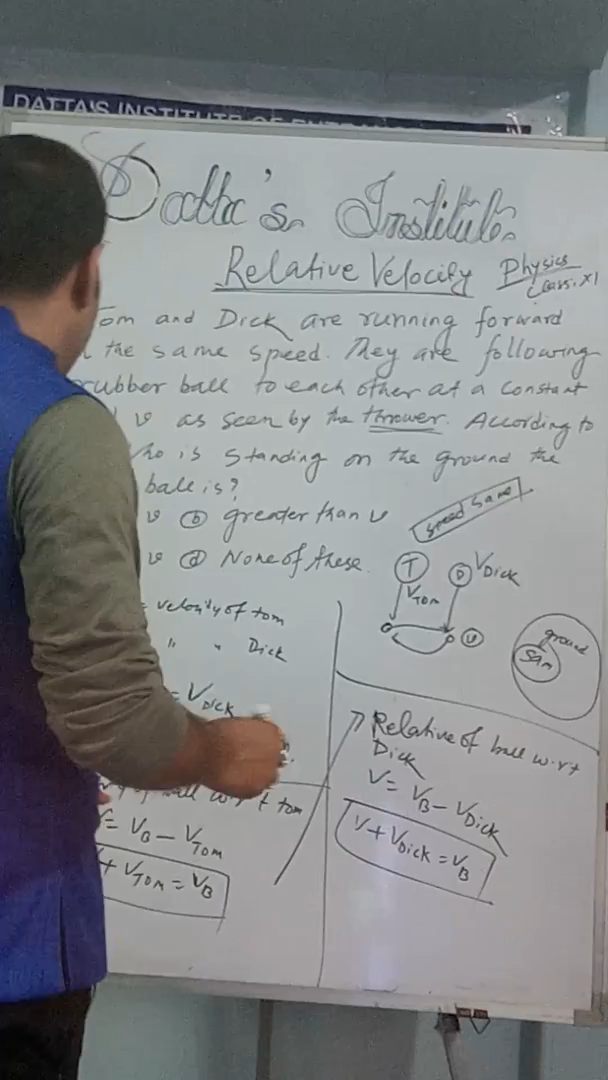 DATTA'S INSTITUTE OF
Datta's Institute
Relative Velocity
Physics
Class. XI
Tom and Dick are running forward
the same speed. They are following
rubber ball to each other at a constant
v as seen by the thrower. According to
who is standing on the ground the
ball is?
v (b) greater than v
v (d) None of these.
Speed Same
T D VDick
VTom
v
ground
Sam
= velosity of tom
" " Dick
= VDick
of ball w.r.t tom
V = VB - VTom
+ VTom = VB
Relative of ball w.r.t
Dick
V = VB - VDick
V + VDick = VB